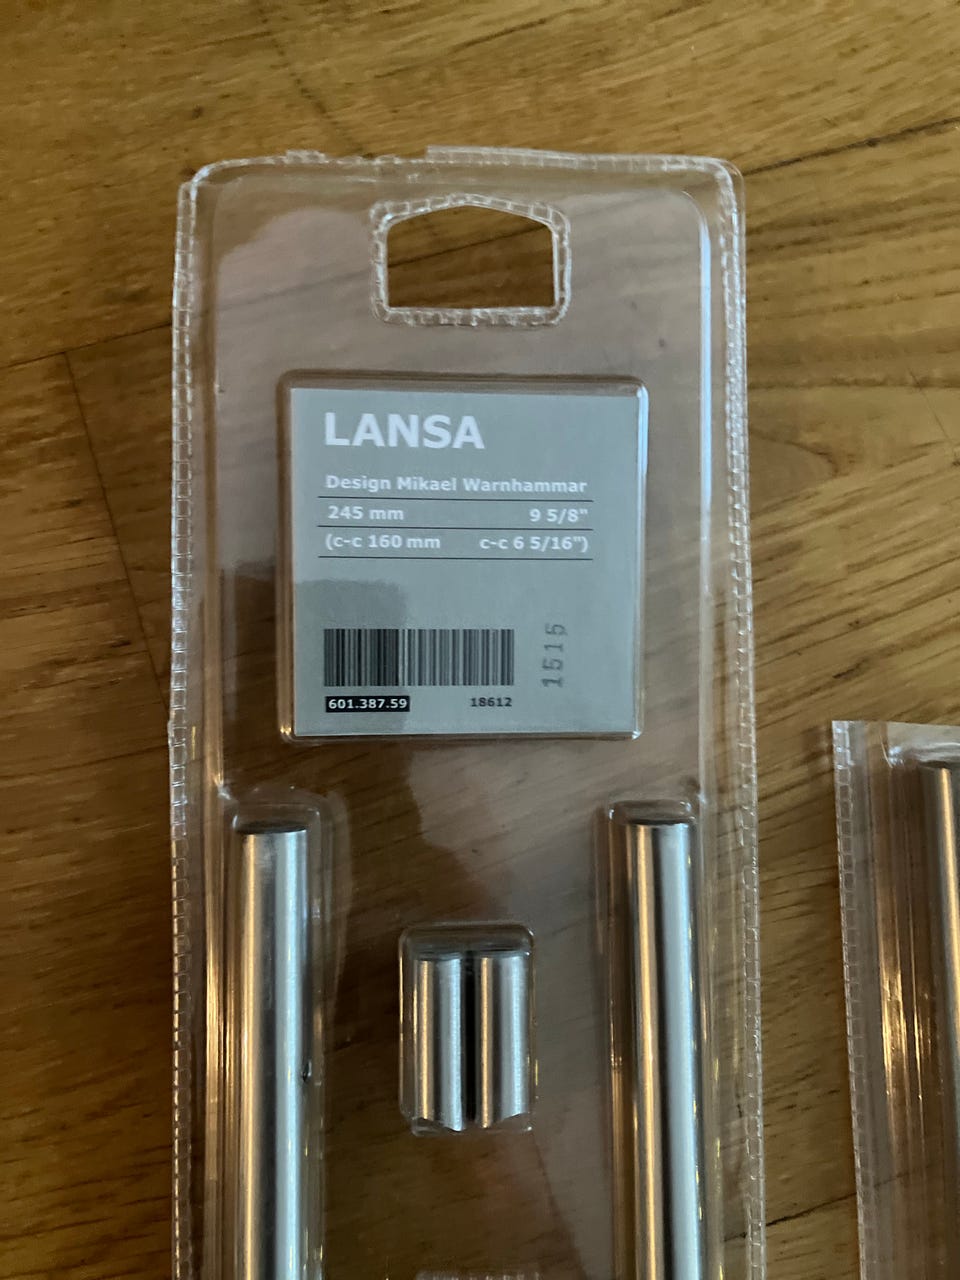 LANSA
Design Mikael Warnhammar
245 mm 9 5/8"
(c-c 160 mm c-c 6 5/16")
1515
601.387.59 18612